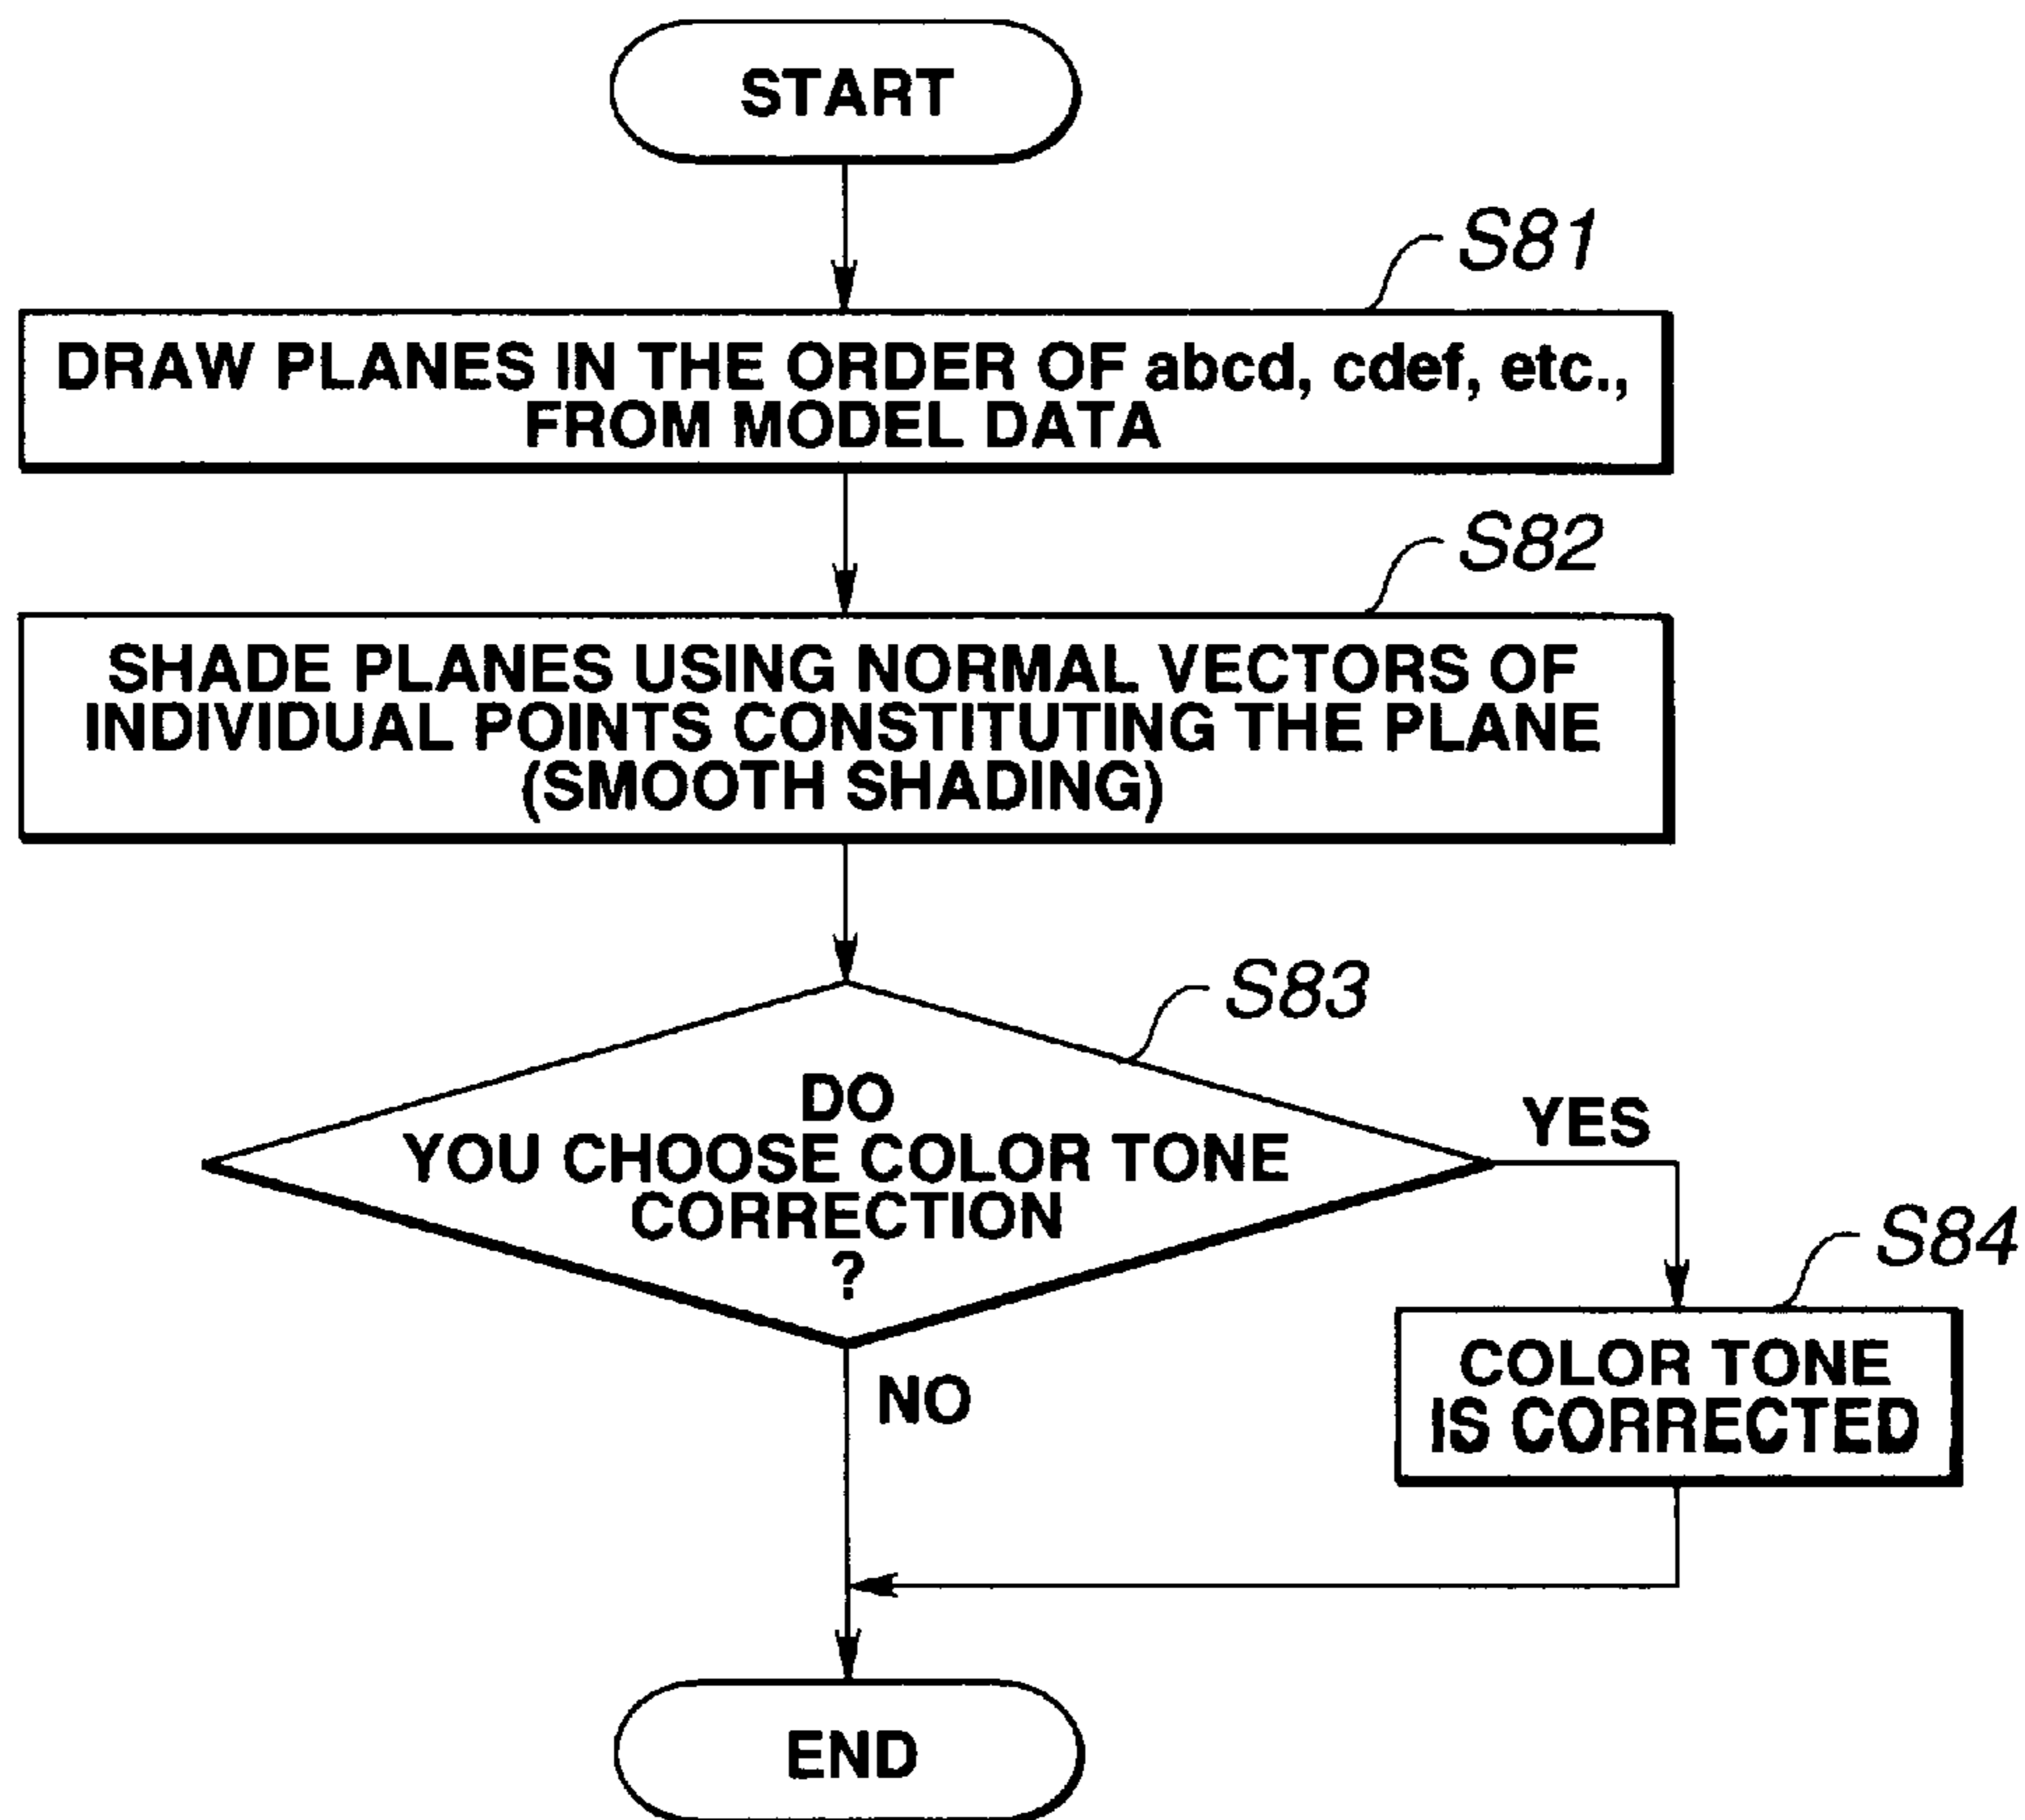 START
S81
DRAW PLANES IN THE ORDER OF abcd, cdef, etc.,
FROM MODEL DATA
S82
SHADE PLANES USING NORMAL VECTORS OF
INDIVIDUAL POINTS CONSTITUTING THE PLANE
(SMOOTH SHADING)
S83
DO
YOU CHOOSE COLOR TONE
CORRECTION
?
YES
S84
COLOR TONE
IS CORRECTED
NO
END